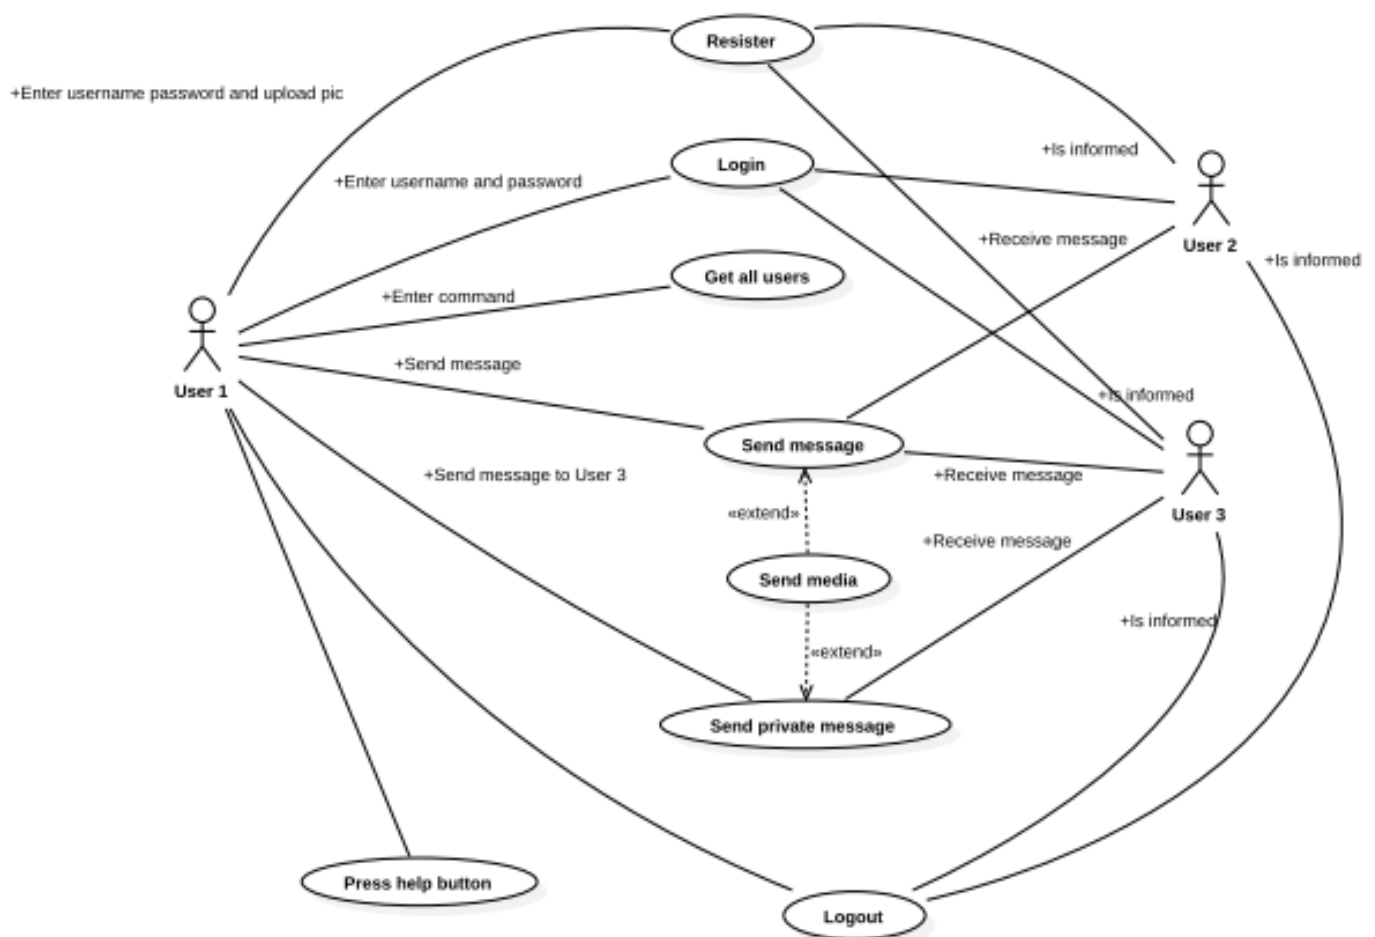 Resister
+Enter username password and upload pic
+Is informed
Login
+Enter username and password
+Receive message
User 2
+Is informed
Get all users
+Enter command
+Send message
User 1
+Is informed
Send message
+Send message to User 3
+Receive message
«extend»
User 3
+Receive message
Send media
+Is informed
«extend»
Send private message
Press help button
Logout